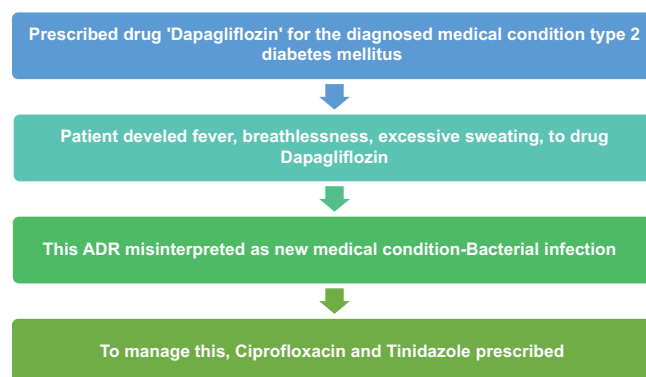 Prescribed drug 'Dapagliflozin' for the diagnosed medical condition type 2
diabetes mellitus
Patient develed fever, breathlessness, excessive sweating, to drug
Dapagliflozin
This ADR misinterpreted as new medical condition-Bacterial infection
To manage this, Ciprofloxacin and Tinidazole prescribed